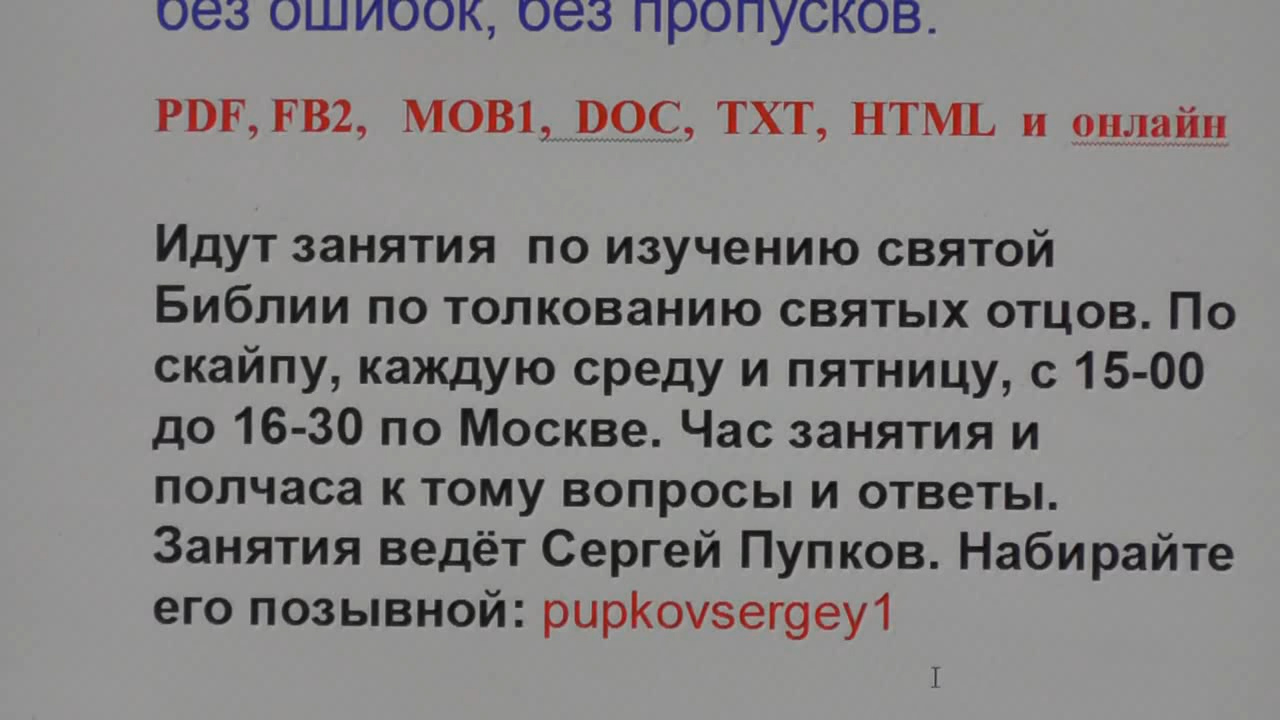 без ошибок, без пропусков.
PDF, FB2, MOB1, DOC, TXT, HTML и онлайн
Идут занятия по изучению святой
Библии по толкованию святых отцов. По
скайпу, каждую среду и пятницу, с 15-00
до 16-30 по Москве. Час занятия и
полчаса к тому вопросы и ответы.
Занятия ведёт Сергей Пупков. Набирайте
его позывной: pupkovsergey1